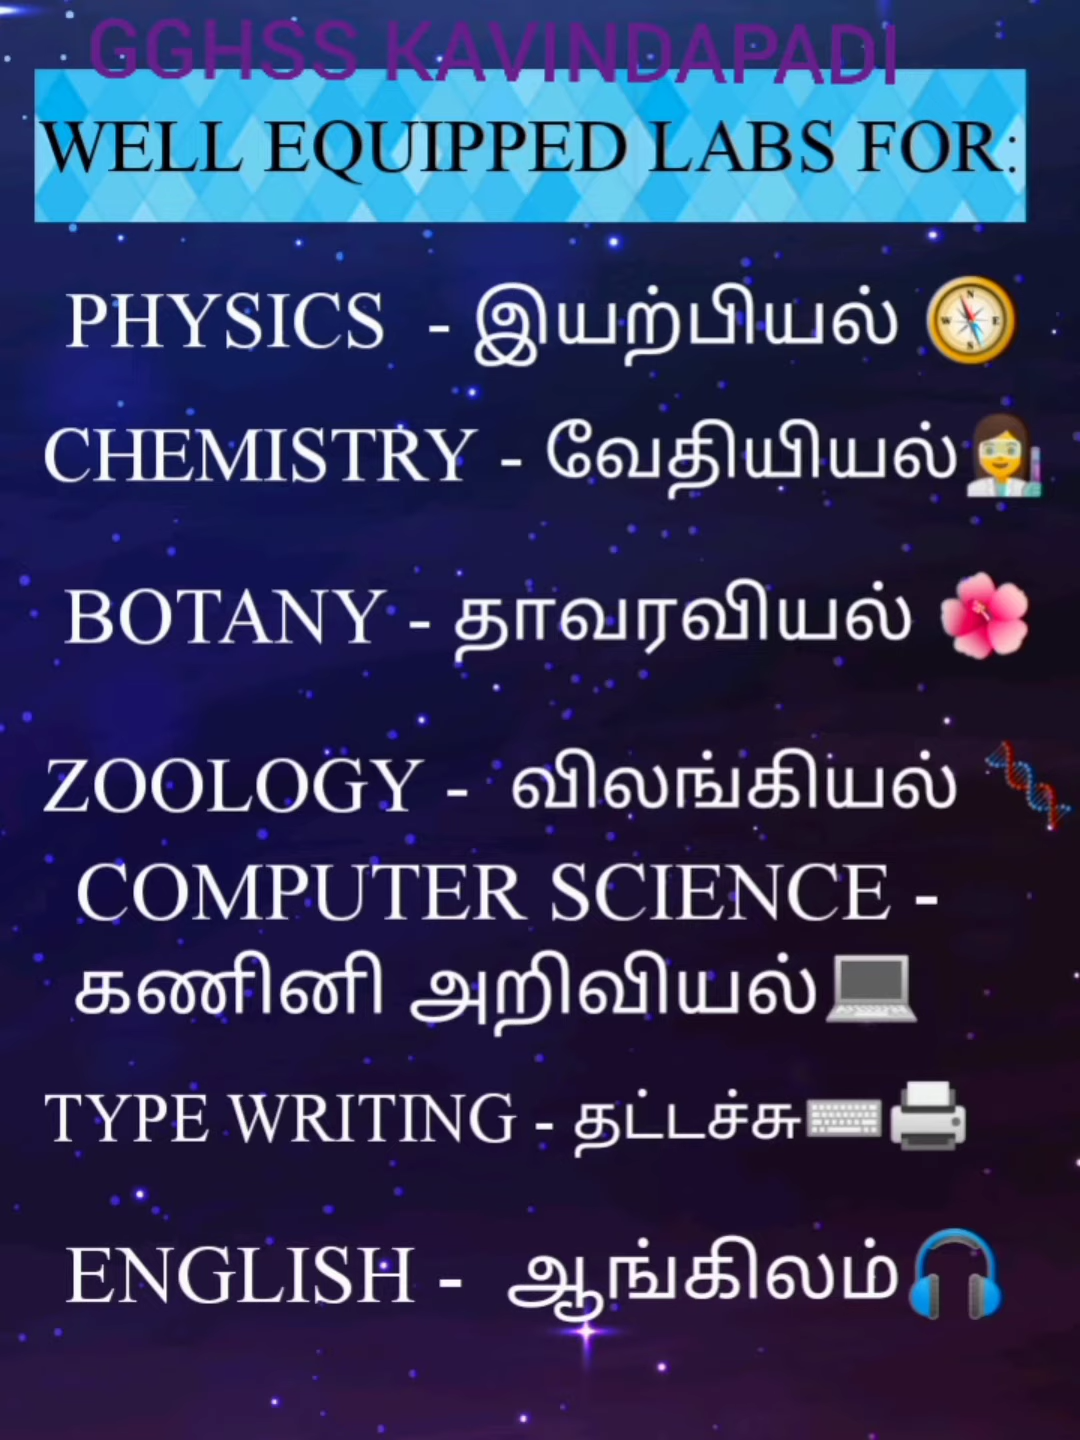 GGHSS KAVINDAPADI
WELL EQUIPPED LABS FOR:
PHYSICS - இயற்பியல்
CHEMISTRY - வேதியியல்
BOTANY - தாவரவியல்
ZOOLOGY - விலங்கியல்
COMPUTER SCIENCE -
கணினி அறிவியல்
TYPE WRITING - தட்டச்சு
ENGLISH - ஆங்கிலம்